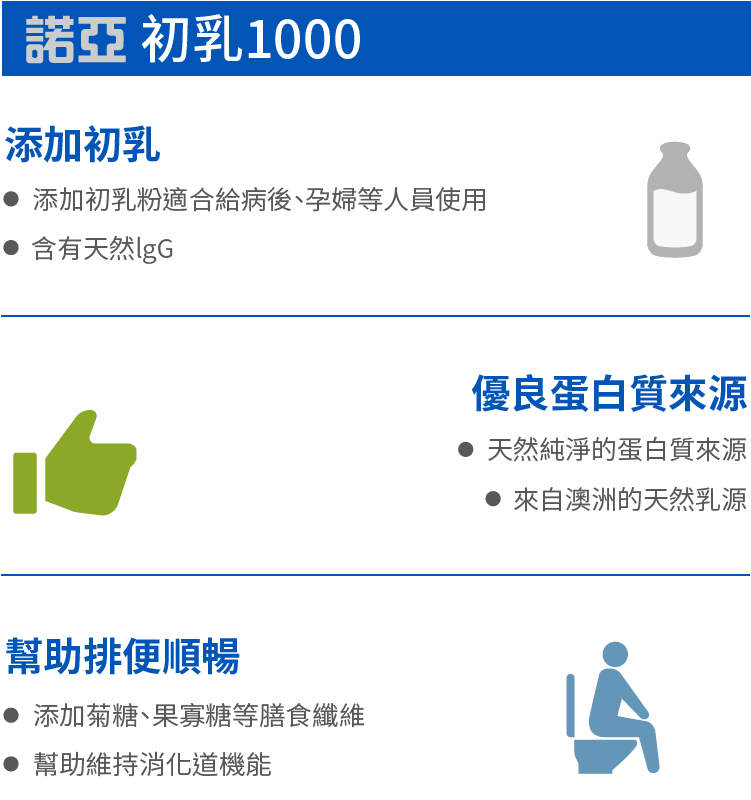 諾亞 初乳1000
添加初乳
● 添加初乳粉適合給病後、孕婦等人員使用
● 含有天然lgG
優良蛋白質來源
● 天然純淨的蛋白質來源
● 來自澳洲的天然乳源
幫助排便順暢
● 添加菊糖、果寡糖等膳食纖維
● 幫助維持消化道機能